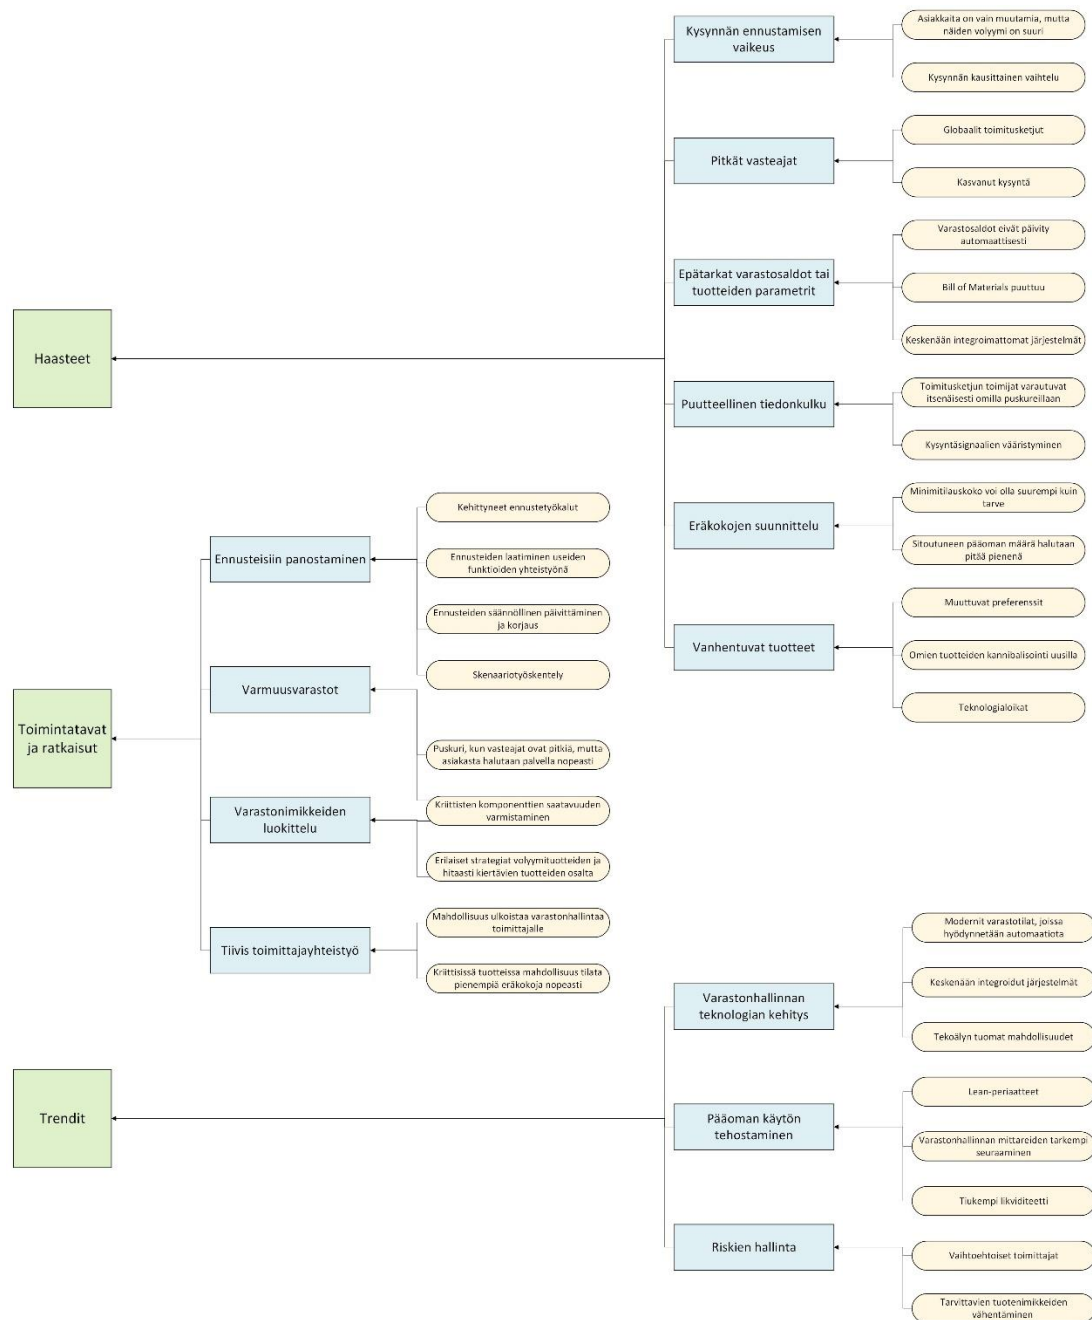 Haasteet
Kysynnän ennustamisen
vaikeus
Asiakkaita on vain muutamia, mutta
näiden volyymi on suuri
Kysynnän kausittainen vaihtelu
Pitkät vasteajat
Globaalit toimitusketjut
Kasvanut kysyntä
Epätarkat varastosaldot tai
tuotteiden parametrit
Varastosaldot eivät päivity
automaattisesti
Bill of Materials puuttuu
Keskenään integroimattomat järjestelmät
Puutteellinen tiedonkulku
Toimitusketjun toimijat varautuvat
itsenäisesti omilla puskureillaan
Kysyntäsignaalien vääristyminen
Eräkokojen suunnittelu
Minimitilauskoko voi olla suurempi kuin
tarve
Sitoutuneen pääoman määrä halutaan
pitää pienenä
Vanhentuvat tuotteet
Muuttuvat preferenssit
Omien tuotteiden kannibalisointi uusilla
Teknologialoikat
Toimintatavat
ja ratkaisut
Ennusteisiin panostaminen
Kehittyneet ennustetyökalut
Ennusteiden laatiminen useiden
funktioiden yhteistyönä
Ennusteiden säännöllinen päivittäminen
ja korjaus
Skenaariotyöskentely
Varmuusvarastot
Puskuri, kun vasteajat ovat pitkiä, mutta
asiakasta halutaan palvella nopeasti
Kriittisten komponenttien saatavuuden
varmistaminen
Varastonimikkeiden
luokittelu
Erilaiset strategiat volyymituotteiden ja
hitaasti kiertävien tuotteiden osalta
Tiivis toimittajayhteistyö
Mahdollisuus ulkoistaa varastonhallintaa
toimittajalle
Kriittisissä tuotteissa mahdollisuus tilata
pienempiä eräkokoja nopeasti
Trendit
Varastonhallinnan
teknologian kehitys
Modernit varastotilat, joissa
hyödynnetään automaatiota
Keskenään integroidut järjestelmät
Tekoälyn tuomat mahdollisuudet
Pääoman käytön
tehostaminen
Lean-periaatteet
Varastonhallinnan mittareiden tarkempi
seuraaminen
Tiukempi likviditeetti
Riskien hallinta
Vaihtoehtoiset toimittajat
Tarvittavien tuotenimikkeiden
vähentäminen